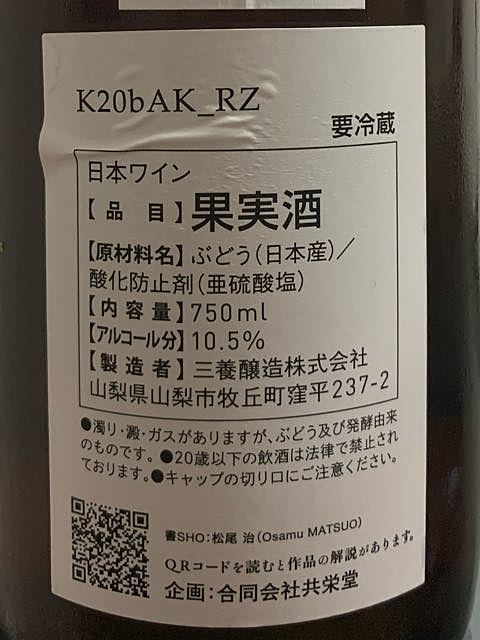 K20bAK_RZ
要冷蔵
日本ワイン
【品 目】果実酒
【原材料名】ぶどう(日本産)／
酸化防止剤(亜硫酸塩)
【内容量】750ml
【アルコール分】10.5%
【製造者】三養醸造株式会社
山梨県山梨市牧丘町窪平237-2
●濁り・澱・ガスがありますが、ぶどう及び発酵由来
のものです。●20歳以下の飲酒は法律で禁止され
ております。●キャップの切り口にご注意ください。
書SHO:松尾 治(Osamu MATSUO)
QRコードを読むと作品の解説があります。
企画:合同会社共栄堂